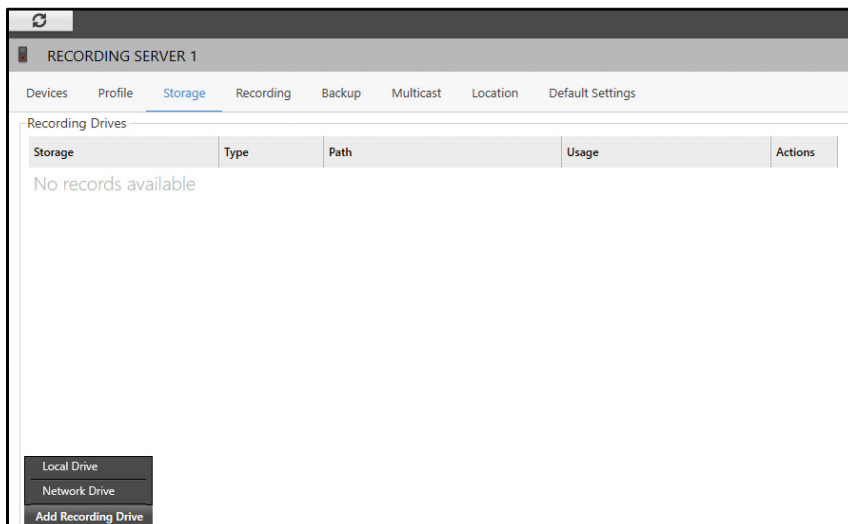 RECORDING SERVER 1
Devices Profile Storage Recording Backup Multicast Location Default Settings
Recording Drives
Storage Type Path Usage Actions
No records available
Local Drive
Network Drive
Add Recording Drive